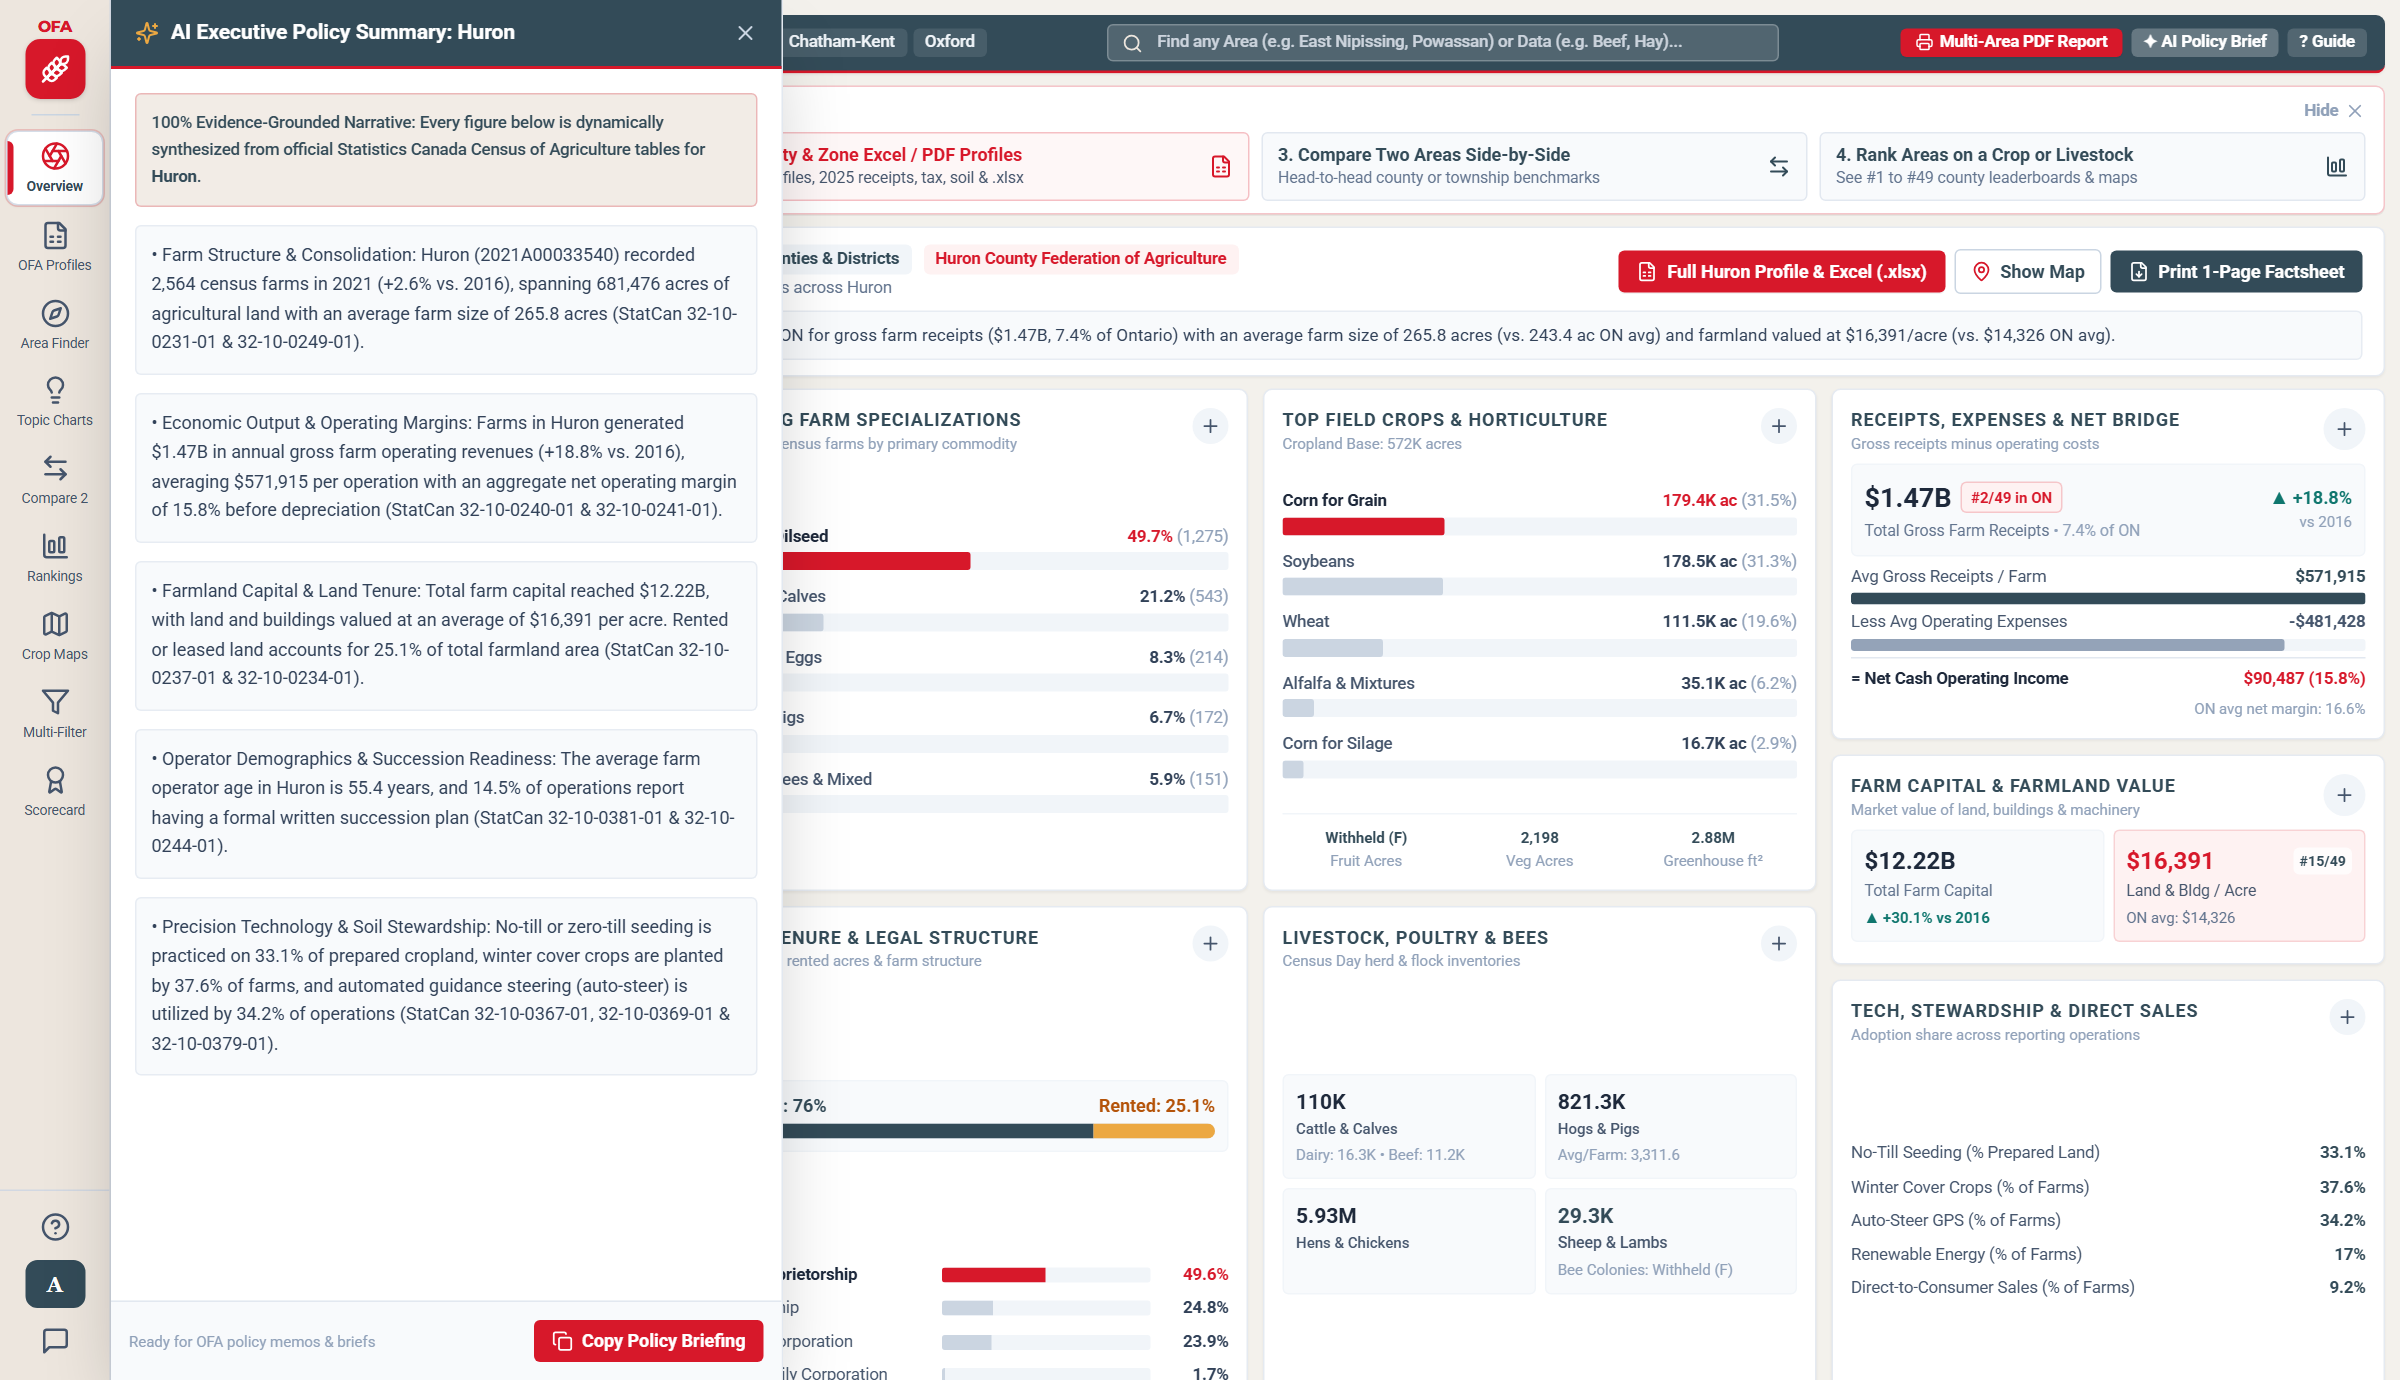 OFA
Overview
OFA Profiles
Area Finder
Topic Charts
Compare 2
Rankings
Crop Maps
Multi-Filter
Scorecard
A
AI Executive Policy Summary: Huron
100% Evidence-Grounded Narrative: Every figure below is dynamically
synthesized from official Statistics Canada Census of Agriculture tables for
Huron.
• Farm Structure & Consolidation: Huron (2021A00033540) recorded
2,564 census farms in 2021 (+2.6% vs. 2016), spanning 681,476 acres of
agricultural land with an average farm size of 265.8 acres (StatCan 32-10-
0231-01 & 32-10-0249-01).
• Economic Output & Operating Margins: Farms in Huron generated
$1.47B in annual gross farm operating revenues (+18.8% vs. 2016),
averaging $571,915 per operation with an aggregate net operating margin
of 15.8% before depreciation (StatCan 32-10-0240-01 & 32-10-0241-01).
• Farmland Capital & Land Tenure: Total farm capital reached $12.22B,
with land and buildings valued at an average of $16,391 per acre. Rented
or leased land accounts for 25.1% of total farmland area (StatCan 32-10-
0237-01 & 32-10-0234-01).
• Operator Demographics & Succession Readiness: The average farm
operator age in Huron is 55.4 years, and 14.5% of operations report
having a formal written succession plan (StatCan 32-10-0381-01 & 32-10-
0244-01).
• Precision Technology & Soil Stewardship: No-till or zero-till seeding is
practiced on 33.1% of prepared cropland, winter cover crops are planted
by 37.6% of farms, and automated guidance steering (auto-steer) is
utilized by 34.2% of operations (StatCan 32-10-0367-01, 32-10-0369-01 &
32-10-0379-01).
Ready for OFA policy memos & briefs
Copy Policy Briefing
Chatham-Kent
Oxford
Find any Area (e.g. East Nipissing, Powassan) or Data (e.g. Beef, Hay)...
Multi-Area PDF Report
✦ AI Policy Brief
? Guide
Hide
ty & Zone Excel / PDF Profiles
files, 2025 receipts, tax, soil & .xlsx
3. Compare Two Areas Side-by-Side
Head-to-head county or township benchmarks
4. Rank Areas on a Crop or Livestock
See #1 to #49 county leaderboards & maps
nties & Districts
Huron County Federation of Agriculture
s across Huron
Full Huron Profile & Excel (.xlsx)
Show Map
Print 1-Page Factsheet
ON for gross farm receipts ($1.47B, 7.4% of Ontario) with an average farm size of 265.8 acres (vs. 243.4 ac ON avg) and farmland valued at $16,391/acre (vs. $14,326 ON avg).
G FARM SPECIALIZATIONS
ensus farms by primary commodity
ilseed
49.7% (1,275)
Calves
21.2% (543)
Eggs
8.3% (214)
igs
6.7% (172)
ees & Mixed
5.9% (151)
TOP FIELD CROPS & HORTICULTURE
Cropland Base: 572K acres
Corn for Grain
179.4K ac (31.5%)
Soybeans
178.5K ac (31.3%)
Wheat
111.5K ac (19.6%)
Alfalfa & Mixtures
35.1K ac (6.2%)
Corn for Silage
16.7K ac (2.9%)
Withheld (F)
Fruit Acres
2,198
Veg Acres
2.88M
Greenhouse ft²
RECEIPTS, EXPENSES & NET BRIDGE
Gross receipts minus operating costs
$1.47B
#2/49 in ON
▲ +18.8%
vs 2016
Total Gross Farm Receipts • 7.4% of ON
Avg Gross Receipts / Farm
$571,915
Less Avg Operating Expenses
-$481,428
= Net Cash Operating Income
$90,487 (15.8%)
ON avg net margin: 16.6%
FARM CAPITAL & FARMLAND VALUE
Market value of land, buildings & machinery
$12.22B
Total Farm Capital
▲ +30.1% vs 2016
$16,391
#15/49
Land & Bldg / Acre
ON avg: $14,326
ENURE & LEGAL STRUCTURE
rented acres & farm structure
: 76%
Rented: 25.1%
prietorship
49.6%
hip
24.8%
orporation
23.9%
ily Corporation
1.7%
LIVESTOCK, POULTRY & BEES
Census Day herd & flock inventories
110K
Cattle & Calves
Dairy: 16.3K • Beef: 11.2K
821.3K
Hogs & Pigs
Avg/Farm: 3,311.6
5.93M
Hens & Chickens
29.3K
Sheep & Lambs
Bee Colonies: Withheld (F)
TECH, STEWARDSHIP & DIRECT SALES
Adoption share across reporting operations
No-Till Seeding (% Prepared Land)
33.1%
Winter Cover Crops (% of Farms)
37.6%
Auto-Steer GPS (% of Farms)
34.2%
Renewable Energy (% of Farms)
17%
Direct-to-Consumer Sales (% of Farms)
9.2%